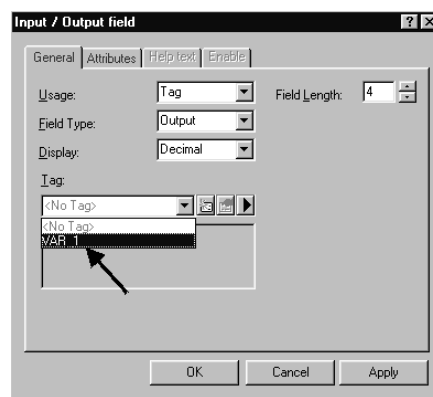 Input / Output field
General Attributes Help text Enable
Usage: Tag Field Length: 4
Field Type: Output
Display: Decimal
Tag:
<No Tag>
<No Tag>
VAR_1
OK Cancel Apply